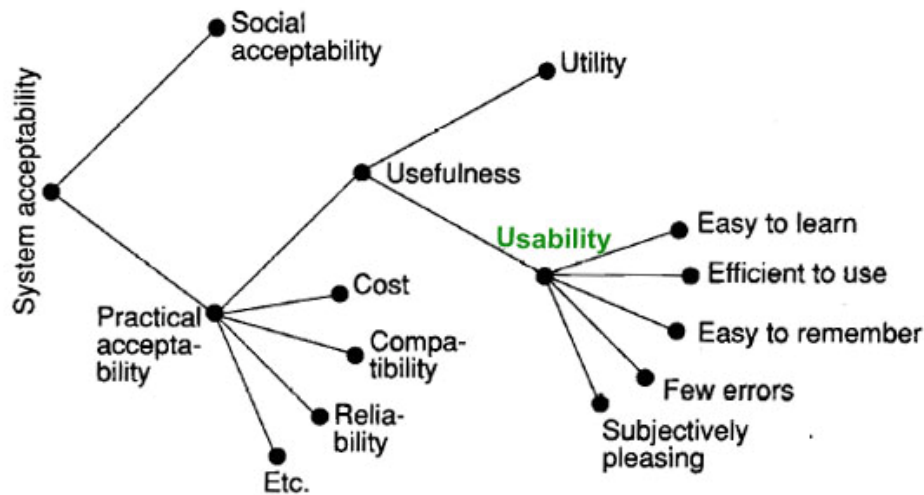 System acceptability
Social
acceptability
Utility
Usefulness
Usability
Easy to learn
Efficient to use
Easy to remember
Few errors
Subjectively
pleasing
Practical
accepta-
bility
Cost
Compa-
tibility
Relia-
bility
Etc.